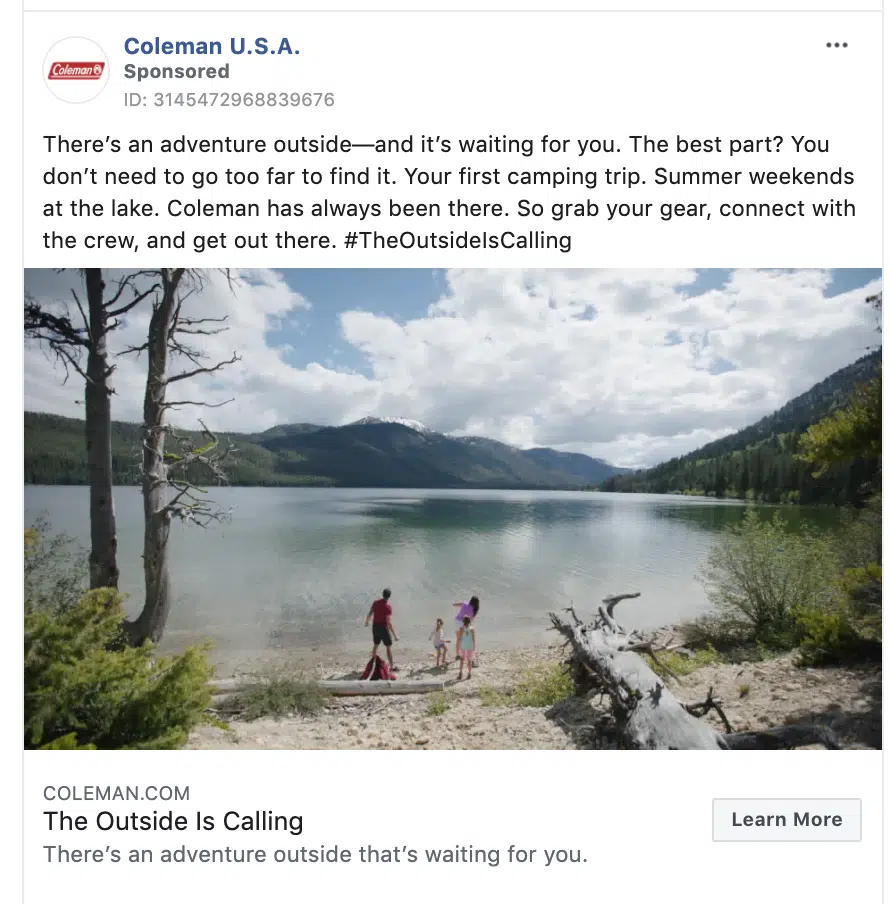 Coleman U.S.A.
Coleman
Sponsored
ID: 3145472968839676
There’s an adventure outside—and it’s waiting for you. The best part? You
don’t need to go too far to find it. Your first camping trip. Summer weekends
at the lake. Coleman has always been there. So grab your gear, connect with
the crew, and get out there. #TheOutsideIsCalling
COLEMAN.COM
The Outside Is Calling
Learn More
There’s an adventure outside that’s waiting for you.